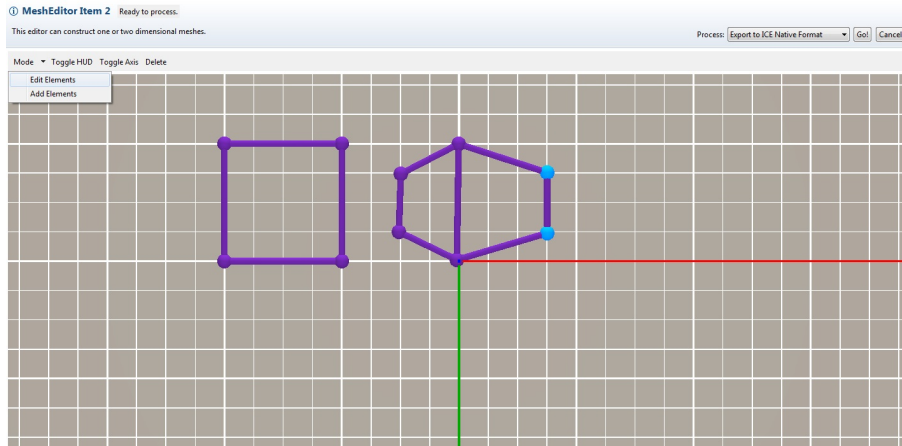 MeshEditor Item 2 Ready to process.
This editor can construct one or two dimensional meshes.
Process: Export to ICE Native Format Go! Cancel
Mode Toggle HUD Toggle Axis Delete
Edit Elements
Add Elements